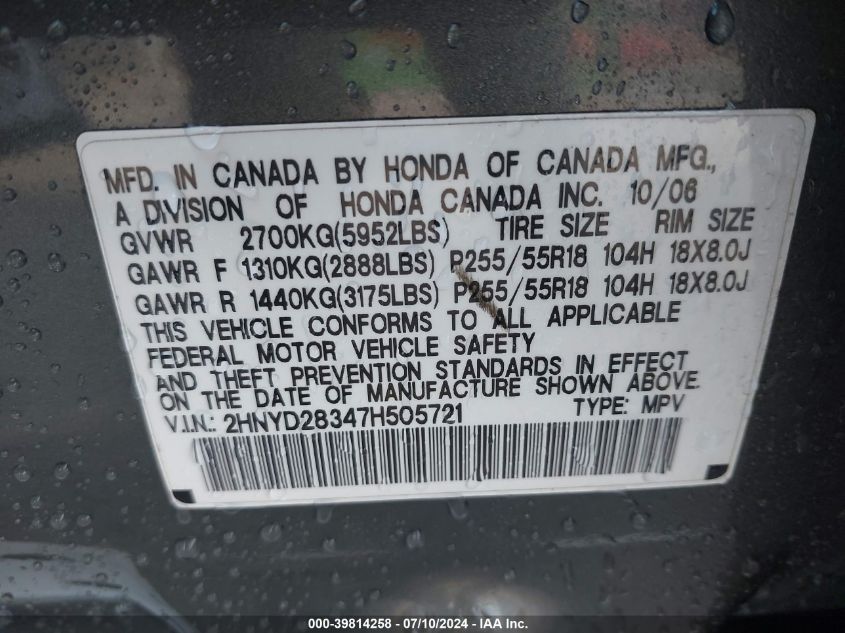 MFD. IN CANADA BY HONDA OF CANADA MFG.,
A DIVISION OF HONDA CANADA INC. 10/06
GVWR 2700KG(5952LBS) TIRE SIZE RIM SIZE
GAWR F 1310KG(2888LBS) P255/55R18 104H 18X8.0J
GAWR R 1440KG(3175LBS) P255/55R18 104H 18X8.0J
THIS VEHICLE CONFORMS TO ALL APPLICABLE
FEDERAL MOTOR VEHICLE SAFETY
AND THEFT PREVENTION STANDARDS IN EFFECT
ON THE DATE OF MANUFACTURE SHOWN ABOVE.
V.I.N.: 2HNYD28347H505721 TYPE: MPV
000-39814258 - 07/10/2024 - IAAI.com